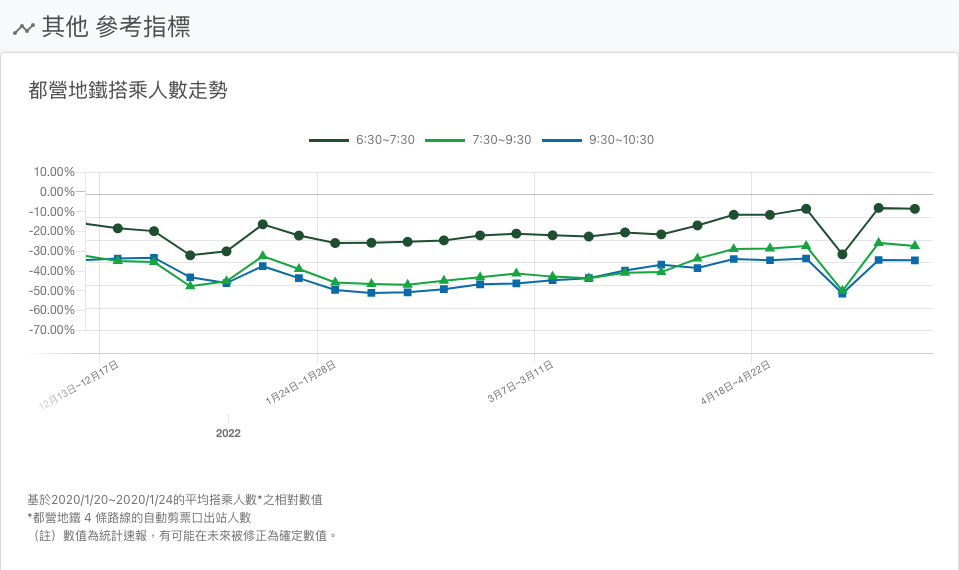 其他 參考指標
都營地鐵搭乘人數走勢
6:30~7:30 7:30~9:30 9:30~10:30
10.00%
0.00%
-10.00%
-20.00%
-30.00%
-40.00%
-50.00%
-60.00%
-70.00%
12月13日~12月17日 1月24日~1月28日 3月7日~3月11日 4月18日~4月22日
2022
基於2020/1/20~2020/1/24的平均搭乘人數*之相對數值
*都營地鐵 4 條路線的自動剪票口出站人數
（註）數值為統計速報，有可能在未來被修正為確定數值。